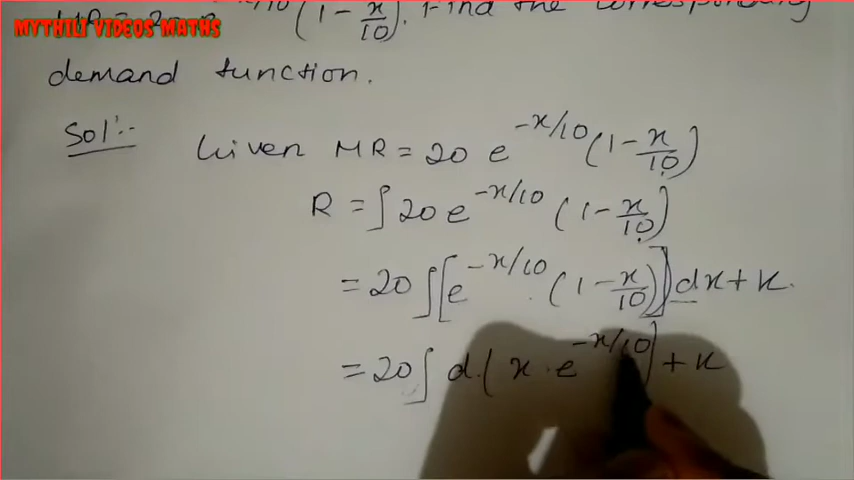 MYTHILI VIDEOS MATHS
(1 - x/10). Find the corresponding
demand function.
Sol:-
Given MR = 20 e^{-x/10} (1 - x/10)
R = ∫ 20 e^{-x/10} (1 - x/10)
= 20 ∫ [e^{-x/10} (1 - x/10)] dx + K.
= 20 ∫ d.(x . e^{-x/10}) + K